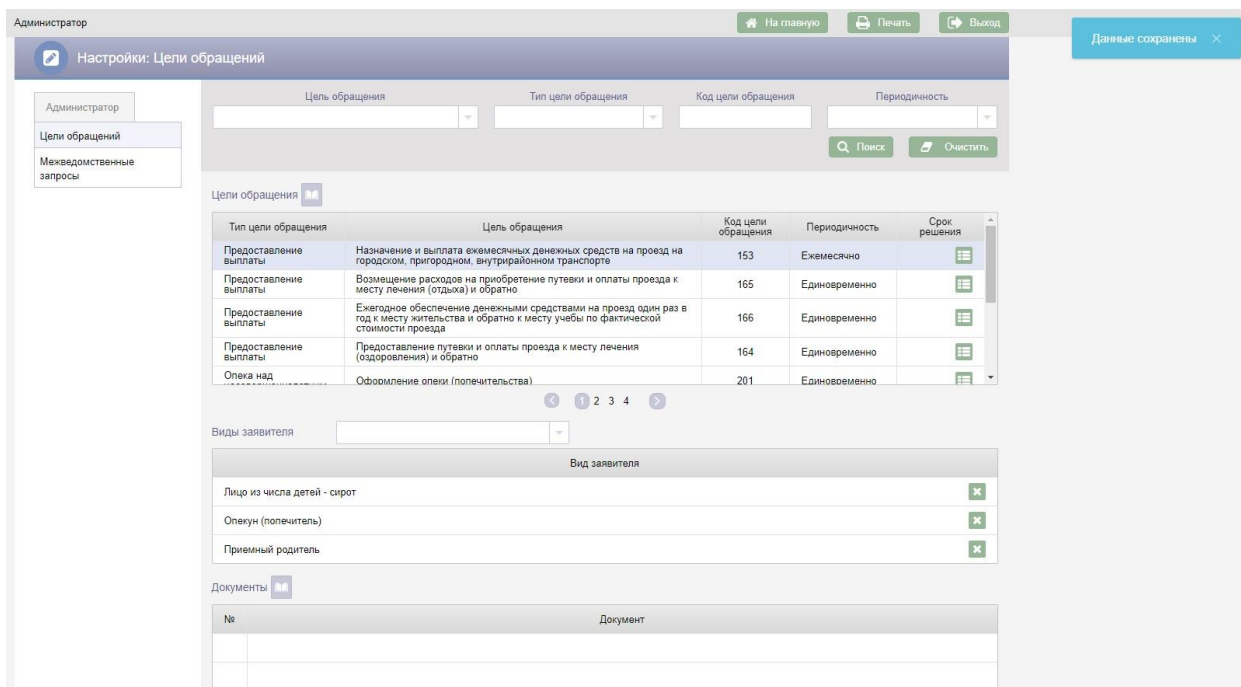 Администратор
На главную
Печать
Выход
Данные сохранены
Настройки: Цели обращений
Администратор
Цели обращений
Межведомственные
запросы
Цель обращения
Тип цели обращения
Код цели обращения
Периодичность
Поиск
Очистить
Цели обращения
Тип цели обращения
Цель обращения
Код цели
обращения
Периодичность
Срок
решения
Предоставление
выплаты
Назначение и выплата ежемесячных денежных средств на проезд на
городском, пригородном, внутрирайонном транспорте
153
Ежемесячно
Предоставление
выплаты
Возмещение расходов на приобретение путевки и оплаты проезда к
месту лечения (отдыха) и обратно
165
Единовременно
Предоставление
выплаты
Ежегодное обеспечение денежными средствами на проезд один раз в
год к месту жительства и обратно к месту учебы по фактической
стоимости проезда
166
Единовременно
Предоставление
выплаты
Предоставление путевки и оплаты проезда к месту лечения
(оздоровления) и обратно
164
Единовременно
Опека над
Оформление опеки (попечительства)
201
Единовременно
1 2 3 4
Виды заявителя
Вид заявителя
Лицо из числа детей - сирот
Опекун (попечитель)
Приемный родитель
Документы
№
Документ